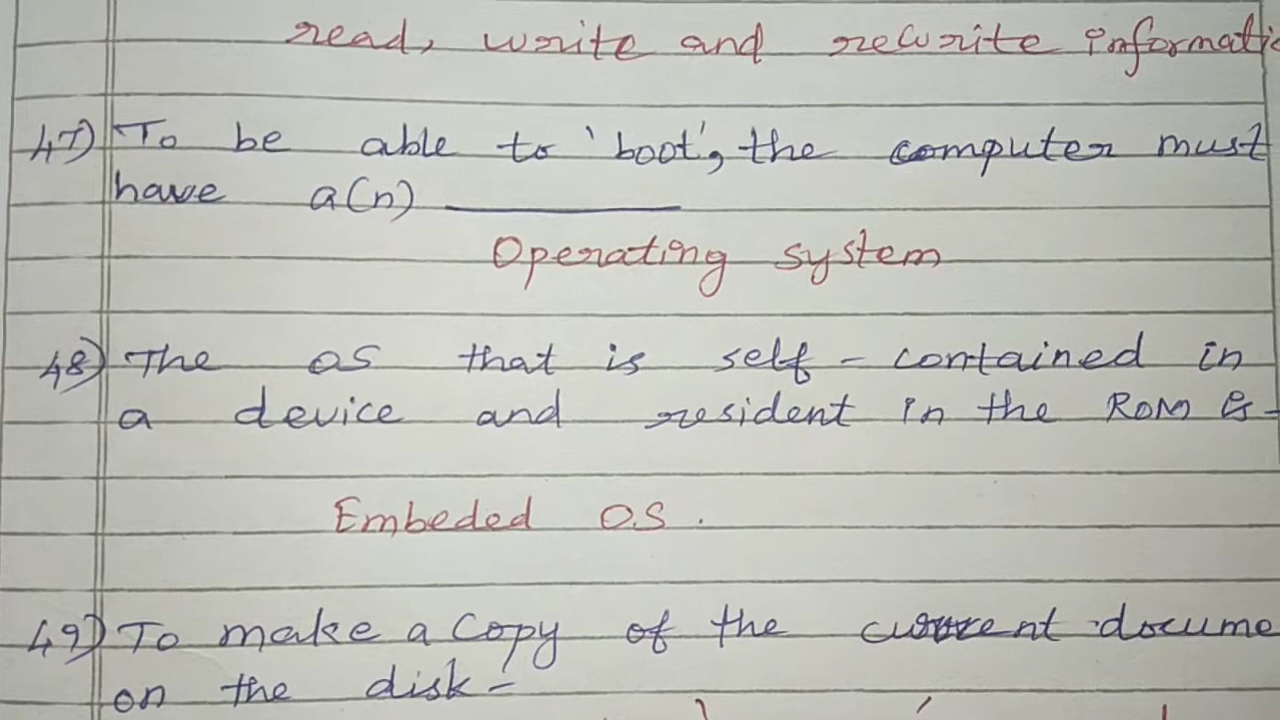 read, write and rewrite informatio
47) To be able to 'boot', the computer must
have a(n) ________
Operating system
48) The OS that is self - contained in
a device and resident in the ROM is -
Embeded O.S.
49) To make a copy of the current docume
on the disk -